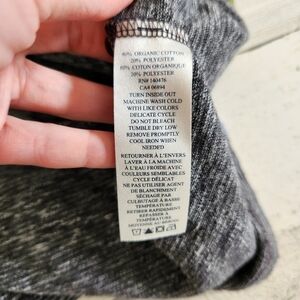 80% ORGANIC COTTON
20% POLYESTER
80% COTON ORGANIQUE
20% POLYESTER
RN# 140476
CA# 06894
TURN INSIDE OUT
MACHINE WASH COLD
WITH LIKE COLORS
DELICATE CYCLE
DO NOT BLEACH
TUMBLE DRY LOW
REMOVE PROMPTLY
COOL IRON WHEN
NEEDED
RETOURNER À L'ENVERS
LAVER À LA MACHINE
À L'EAU FROIDE AVEC
COULEURS SEMBLABLES
CYCLE DÉLICAT
NE PAS UTILISER AGENT
DE BLANCHIMENT
SÉCHAGE PAR
CULBUTAGE À BASSE
TEMPÉRATURE
RETIRER RAPIDEMENT
REPASSER À
TEMPÉRATURE
MOYENNE AU BESOIN